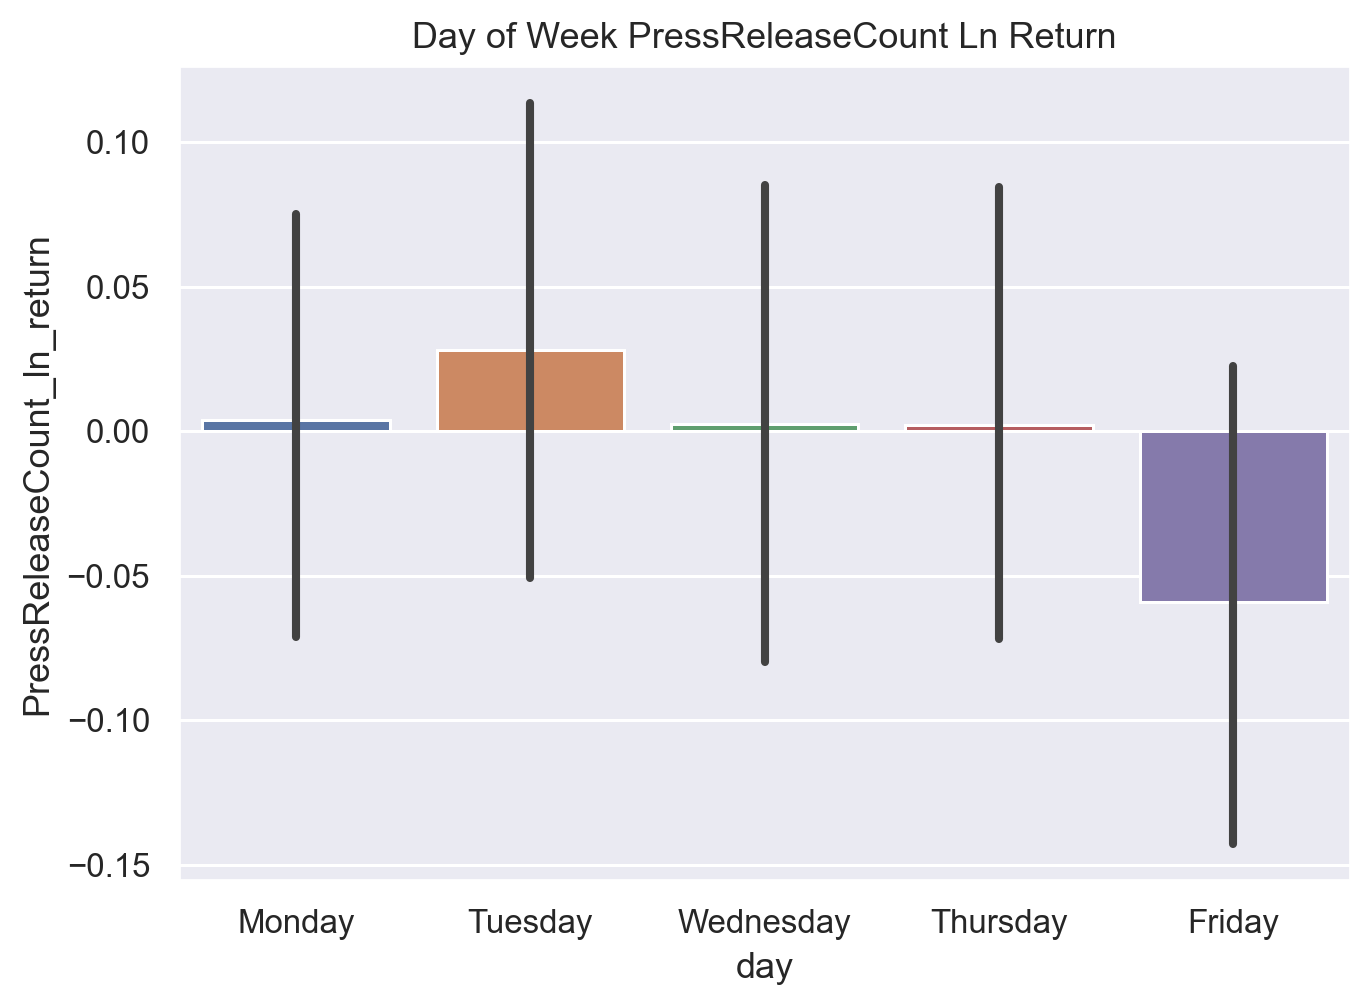 Day of Week PressReleaseCount Ln Return
PressReleaseCount_ln_return
0.10
0.05
0.00
−0.05
−0.10
−0.15
Monday Tuesday Wednesday Thursday Friday
day